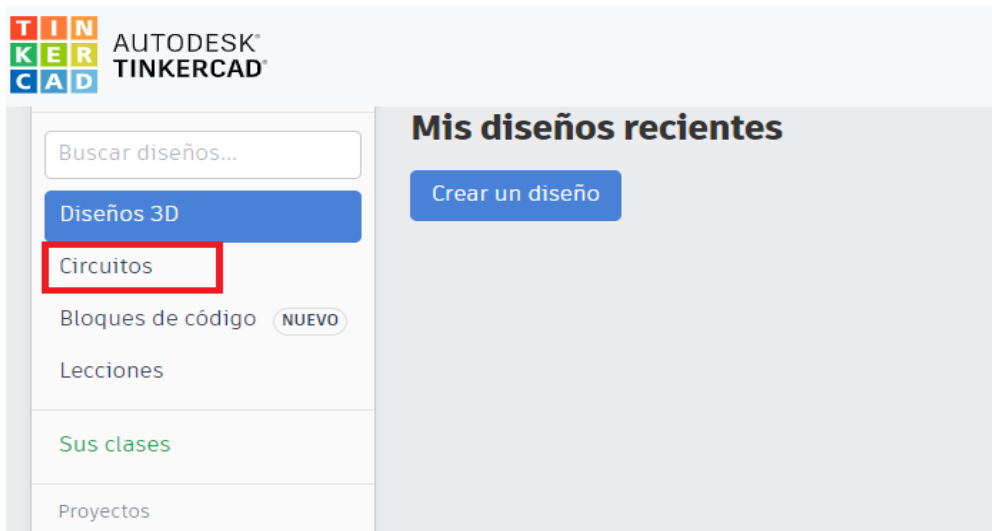 TIN
KER
CAD
AUTODESK®
TINKERCAD®
Mis diseños recientes
Buscar diseños...
Crear un diseño
Diseños 3D
Circuitos
Bloques de código NUEVO
Lecciones
Sus clases
Proyectos